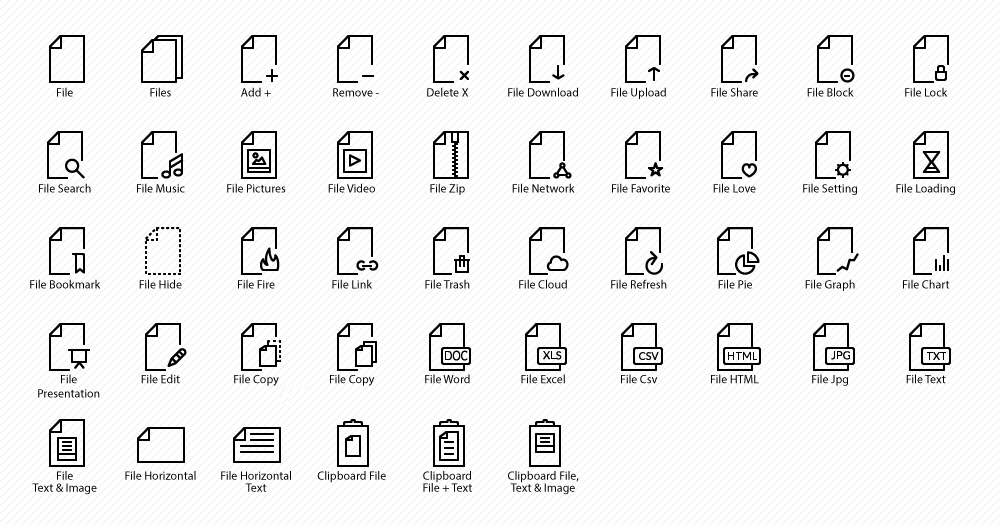 File
Files
Add +
Remove -
Delete X
File Download
File Upload
File Share
File Block
File Lock
File Search
File Music
File Pictures
File Video
File Zip
File Network
File Favorite
File Love
File Setting
File Loading
File Bookmark
File Hide
File Fire
File Link
File Trash
File Cloud
File Refresh
File Pie
File Graph
File Chart
File
Presentation
File Edit
File Copy
File Copy
DOC
File Word
XLS
File Excel
CSV
File Csv
HTML
File HTML
JPG
File Jpg
TXT
File Text
File
Text & Image
File Horizontal
File Horizontal
Text
Clipboard File
Clipboard
File + Text
Clipboard File,
Text & Image